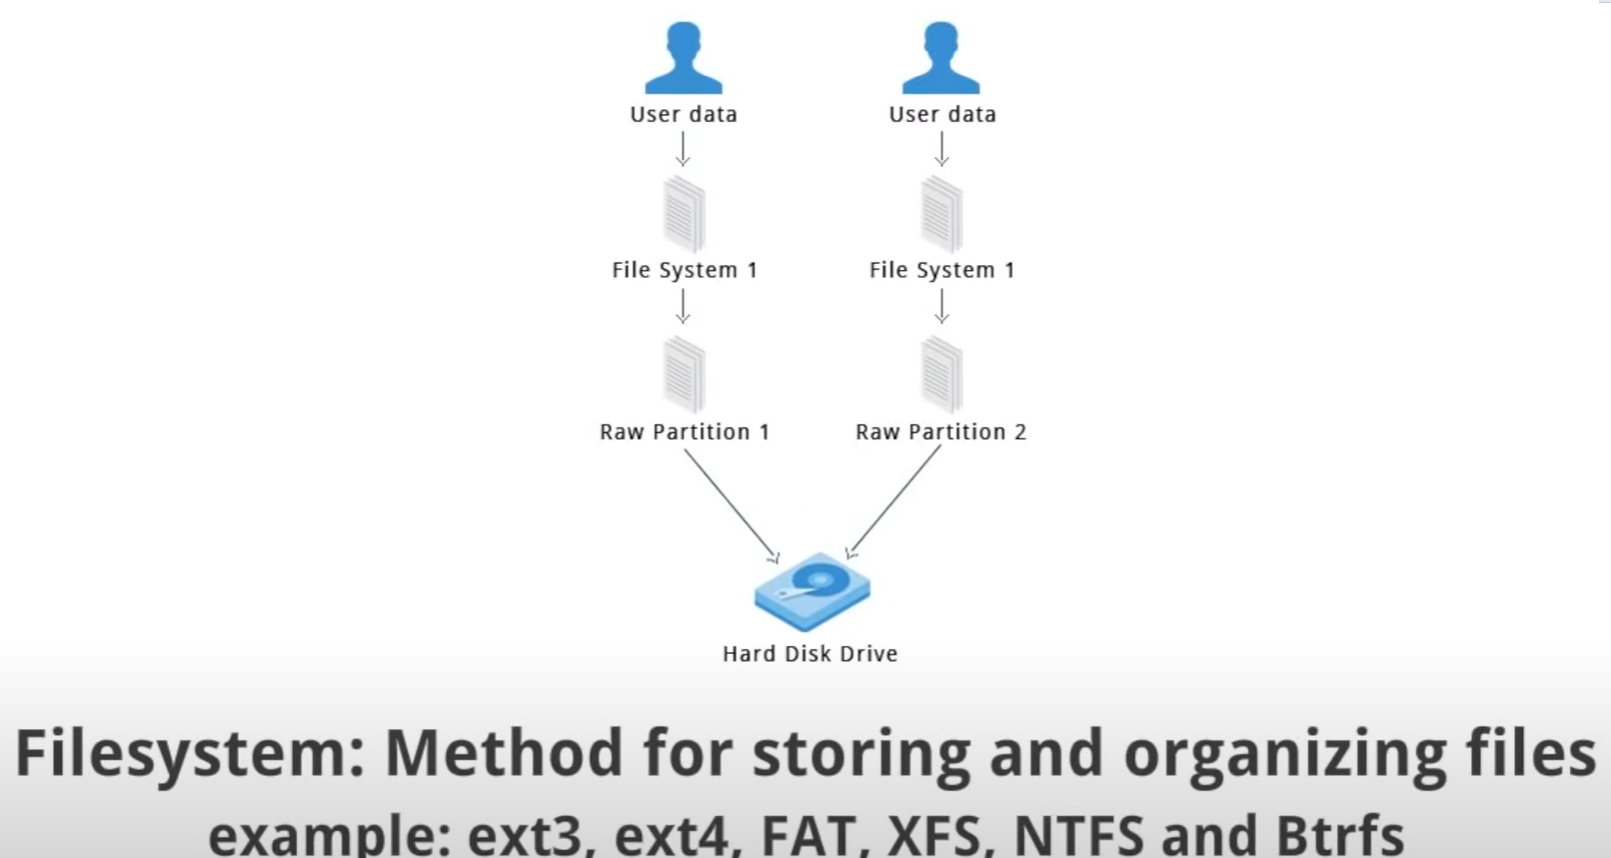 User data
User data
File System 1
File System 1
Raw Partition 1
Raw Partition 2
Hard Disk Drive
Filesystem: Method for storing and organizing files
example: ext3, ext4, FAT, XFS, NTFS and Btrfs